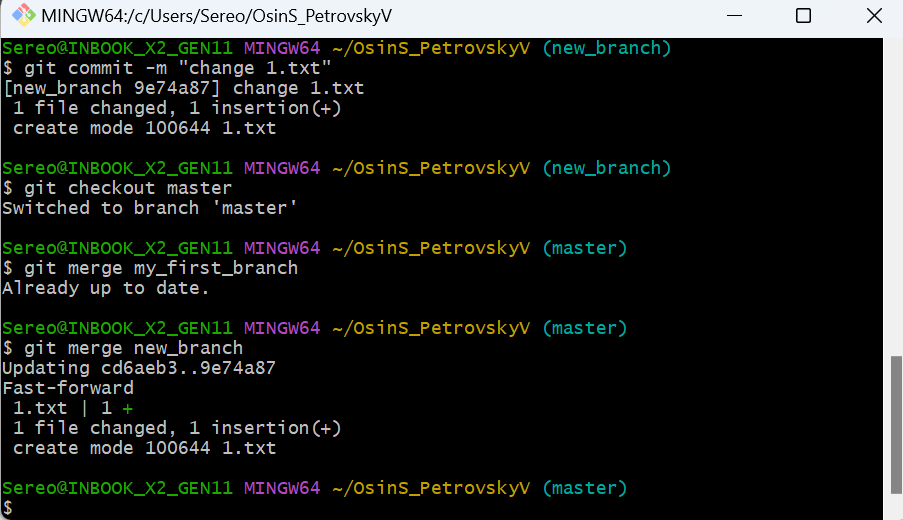 MINGW64:/c/Users/Sereo/OsinS_PetrovskyV
Sereo@INBOOK_X2_GEN11 MINGW64 ~/OsinS_PetrovskyV (new_branch)
$ git commit -m "change 1.txt"
[new_branch 9e74a87] change 1.txt
 1 file changed, 1 insertion(+)
 create mode 100644 1.txt

Sereo@INBOOK_X2_GEN11 MINGW64 ~/OsinS_PetrovskyV (new_branch)
$ git checkout master
Switched to branch 'master'

Sereo@INBOOK_X2_GEN11 MINGW64 ~/OsinS_PetrovskyV (master)
$ git merge my_first_branch
Already up to date.

Sereo@INBOOK_X2_GEN11 MINGW64 ~/OsinS_PetrovskyV (master)
$ git merge new_branch
Updating cd6aeb3..9e74a87
Fast-forward
 1.txt | 1 +
 1 file changed, 1 insertion(+)
 create mode 100644 1.txt

Sereo@INBOOK_X2_GEN11 MINGW64 ~/OsinS_PetrovskyV (master)
$